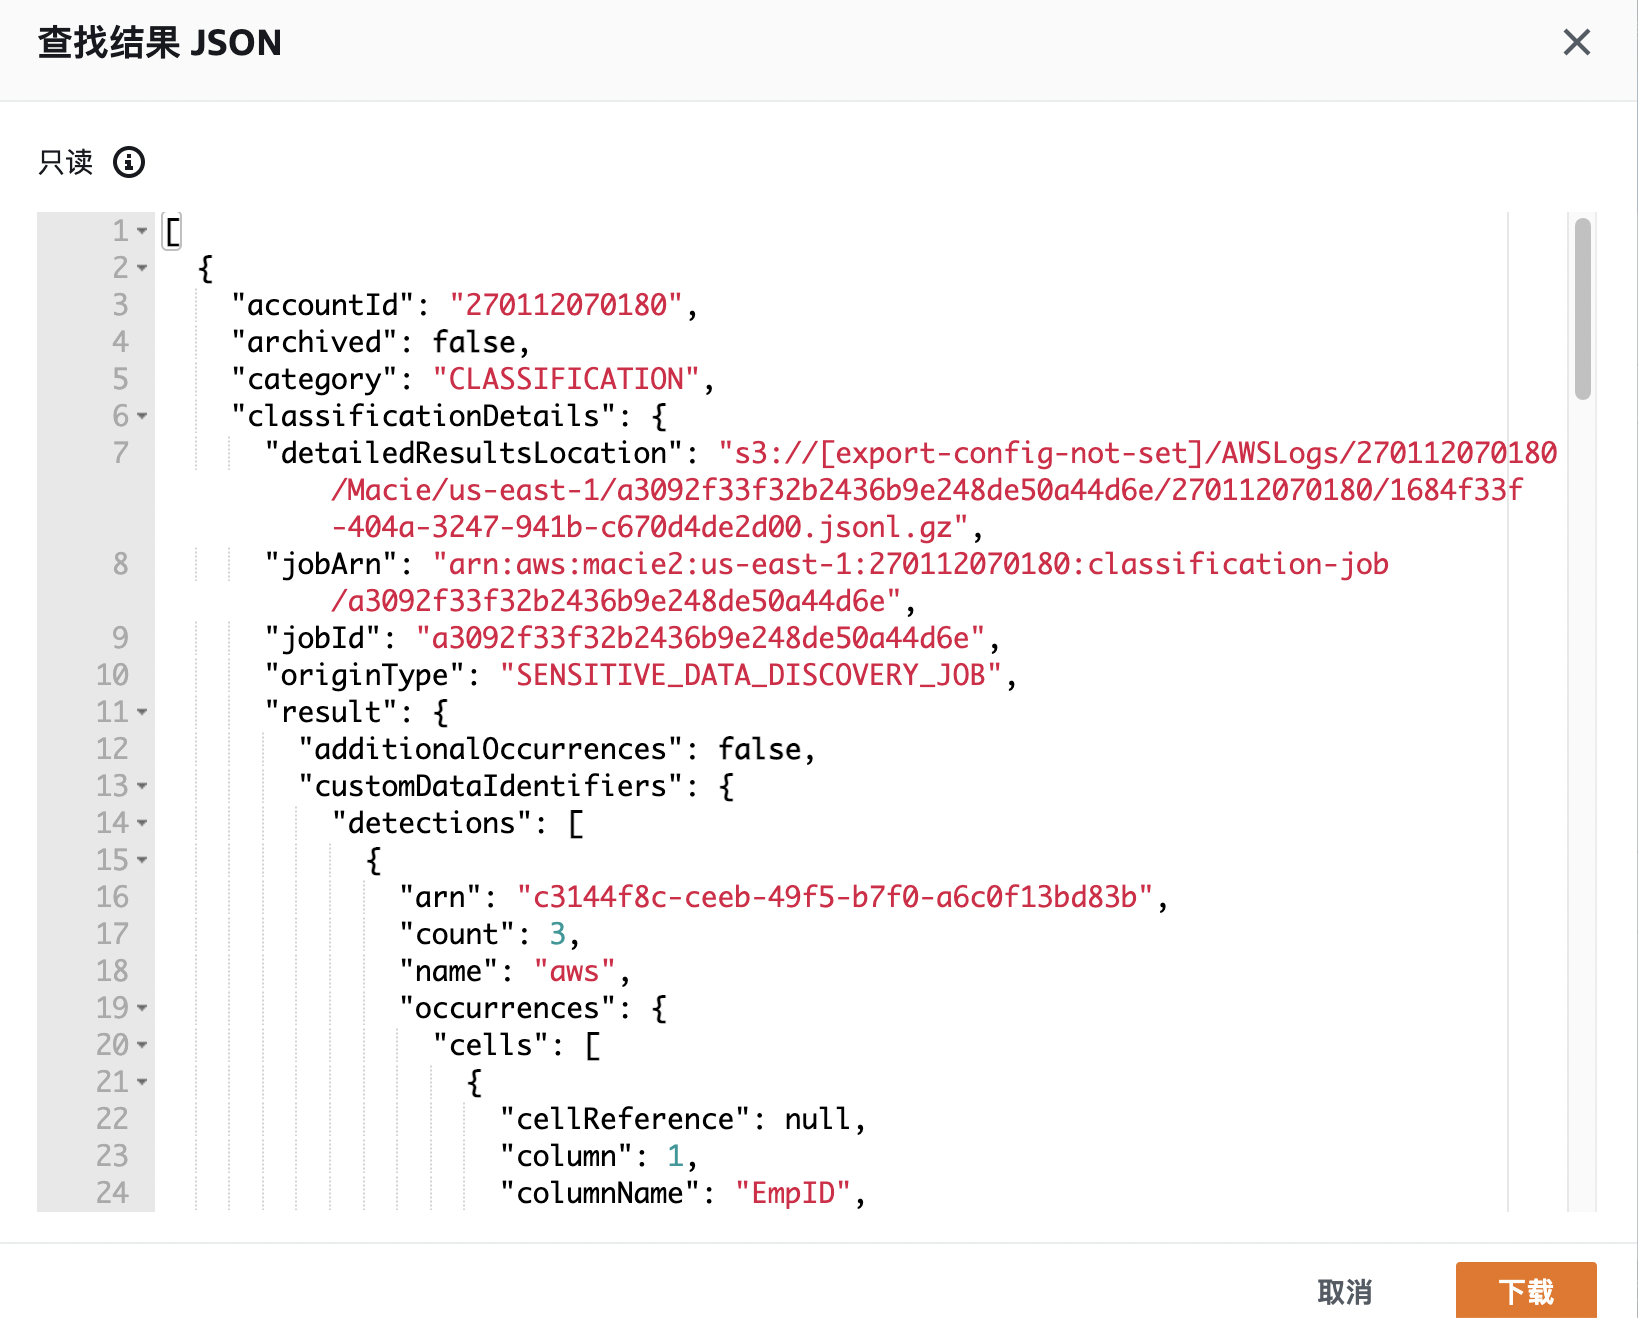 查找结果 JSON
只读
1 [
2 {
3 "accountId": "270112070180",
4 "archived": false,
5 "category": "CLASSIFICATION",
6 "classificationDetails": {
7 "detailedResultsLocation": "s3://[export-config-not-set]/AWSLogs/270112070180
/Macie/us-east-1/a3092f33f32b2436b9e248de50a44d6e/270112070180/1684f33f
-404a-3247-941b-c670d4de2d00.jsonl.gz",
8 "jobArn": "arn:aws:macie2:us-east-1:270112070180:classification-job
/a3092f33f32b2436b9e248de50a44d6e",
9 "jobId": "a3092f33f32b2436b9e248de50a44d6e",
10 "originType": "SENSITIVE_DATA_DISCOVERY_JOB",
11 "result": {
12 "additionalOccurrences": false,
13 "customDataIdentifiers": {
14 "detections": [
15 {
16 "arn": "c3144f8c-ceeb-49f5-b7f0-a6c0f13bd83b",
17 "count": 3,
18 "name": "aws",
19 "occurrences": {
20 "cells": [
21 {
22 "cellReference": null,
23 "column": 1,
24 "columnName": "EmpID",
取消
下载